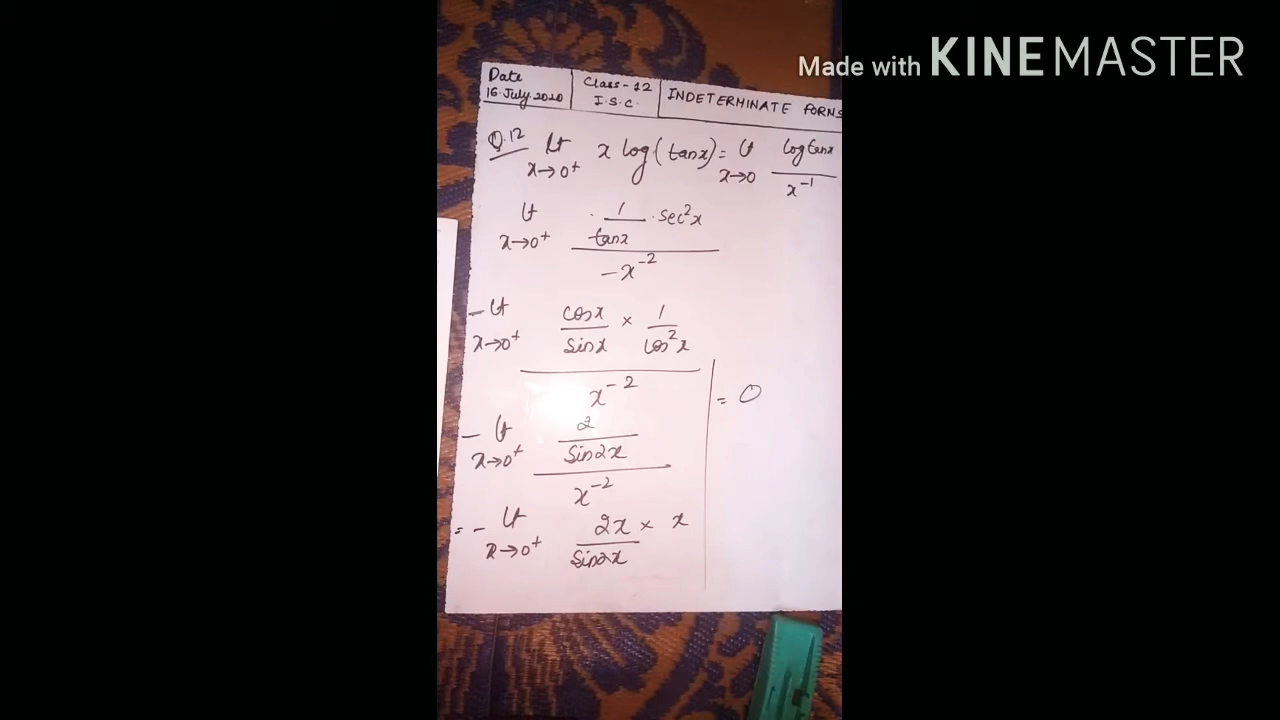 Made with KINEMASTER
Date
16 July 2020
Class - 12
I.S.C.
INDETERMINATE FORMS
Q.12 Lt x→0⁺ x log(tanx) = Lt x→0 log tanx / x⁻¹
Lt x→0⁺ · 1/tanx · sec²x / -x⁻²
- Lt x→0⁺ cosx/sinx × 1/cos²x / x⁻²
- Lt x→0⁺ 2/sin2x / x⁻²
= - Lt x→0⁺ 2x/sin2x × x
= 0